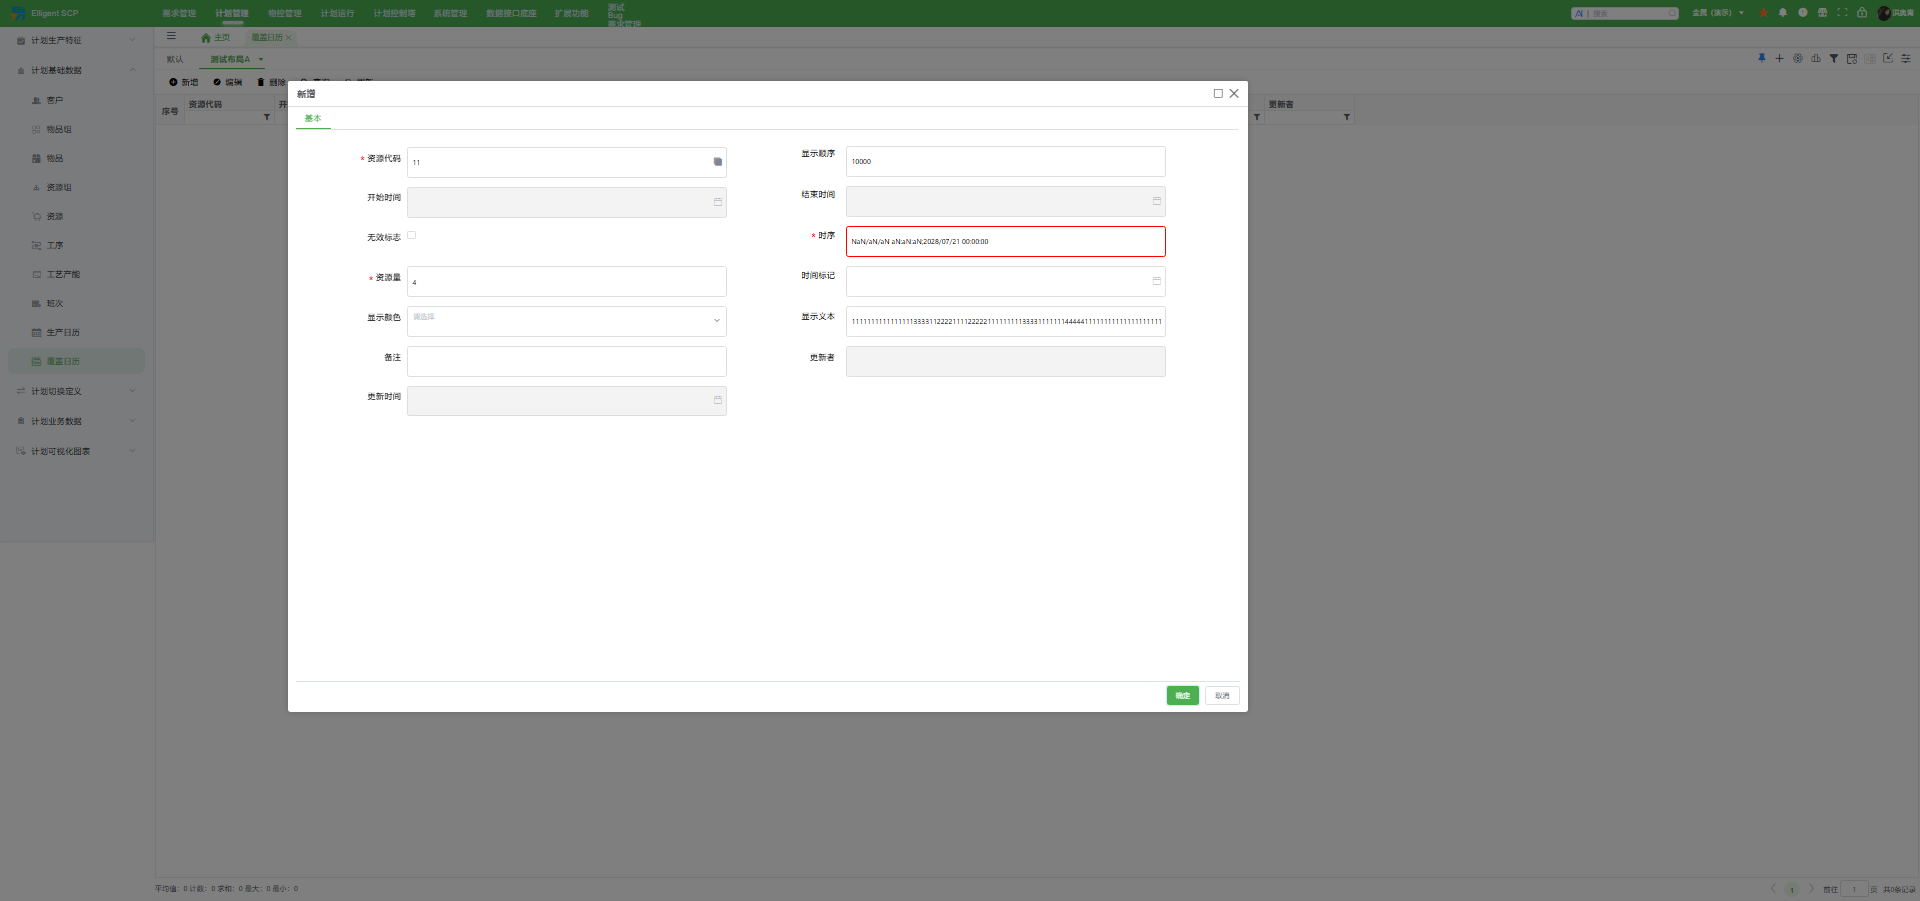 Elligent SCP
需求管理 计划管理 物控管理 计划运行 计划控制塔 系统管理 数据接口底座 扩展功能 测试
Bug
需求管理
AI | 搜索
金属（演示）
计划生产特征
主页
覆盖日历
计划基础数据
默认
测试布局A
新增 编辑 删除
客户
物品组
物品
资源组
资源
工序
工艺产能
班次
生产日历
覆盖日历
计划切换定义
计划业务数据
计划可视化图表
序号
资源代码
更新者
新增
基本
* 资源代码
11
显示顺序
10000
开始时间
结束时间
无效标志
* 时序
NaN/aN/aN aN:aN:aN;2028/07/21 00:00:00
* 资源量
4
时间标记
显示颜色
请选择
显示文本
备注
更新者
更新时间
确定
取消
平均值：0 计数：0 求和：0 最大：0 最小：0
1
前往 1 页 共0条记录